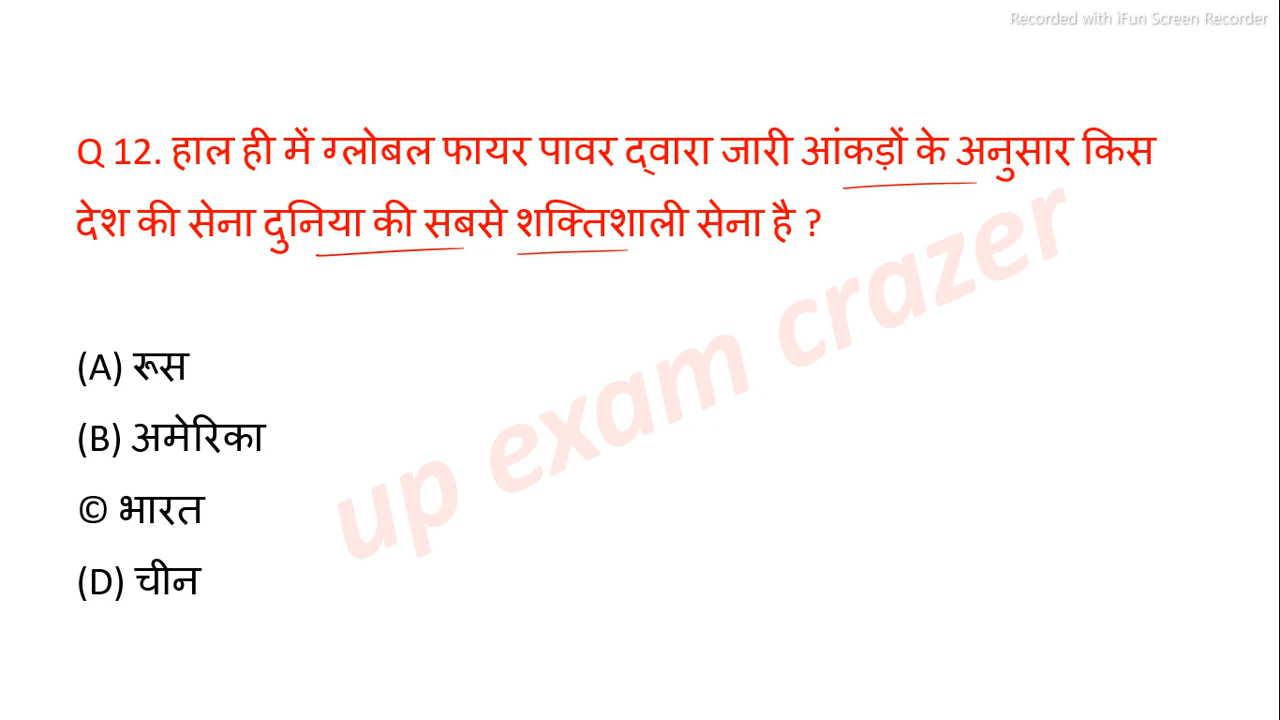 Recorded with iFun Screen Recorder
Q 12. हाल ही में ग्लोबल फायर पावर द्वारा जारी आंकड़ों के अनुसार किस
देश की सेना दुनिया की सबसे शक्तिशाली सेना है ?
(A) रूस
(B) अमेरिका
© भारत
(D) चीन
up exam crazer